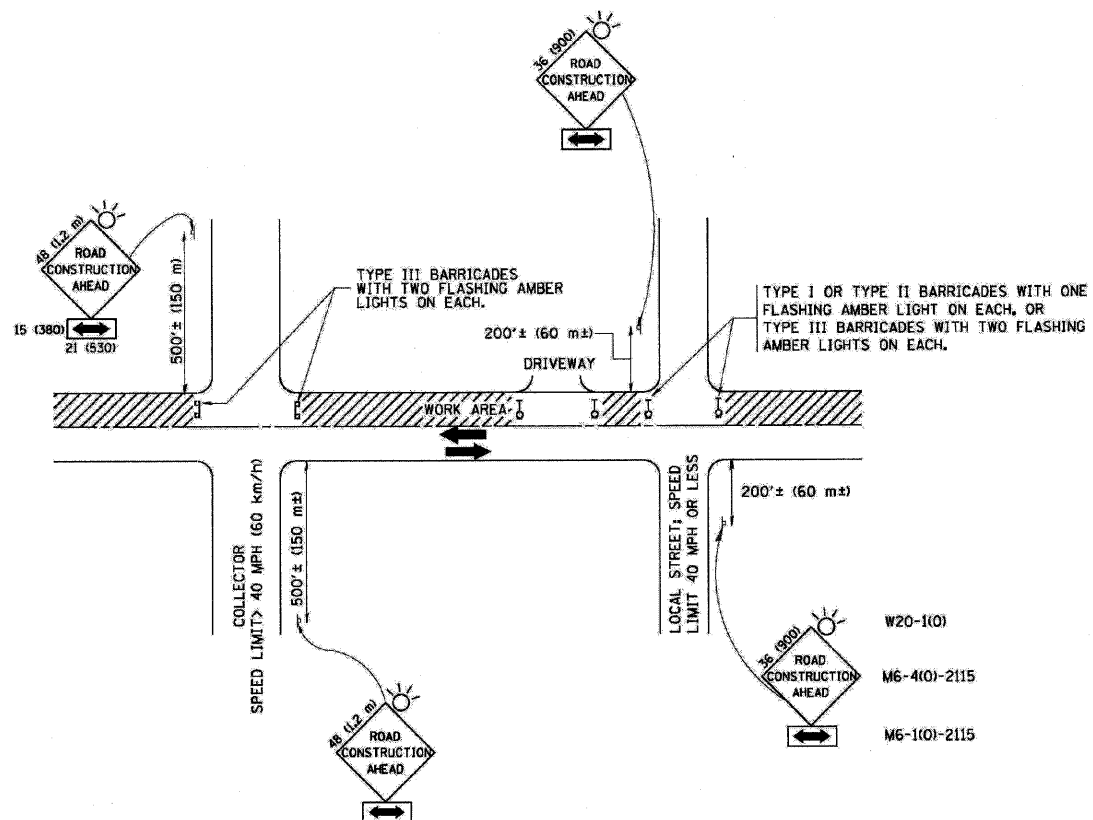 36 (900)
ROAD
CONSTRUCTION
AHEAD
48 (1.2 m)
ROAD
CONSTRUCTION
AHEAD
15 (380)
21 (530)
500'± (150 m)
TYPE III BARRICADES
WITH TWO FLASHING AMBER
LIGHTS ON EACH.
200'± (60 m±)
DRIVEWAY
TYPE I OR TYPE II BARRICADES WITH ONE
FLASHING AMBER LIGHT ON EACH, OR
TYPE III BARRICADES WITH TWO FLASHING
AMBER LIGHTS ON EACH.
WORK AREA
COLLECTOR
SPEED LIMIT> 40 MPH (60 km/h)
500'± (150 m±)
LOCAL STREET; SPEED
LIMIT 40 MPH OR LESS
200'± (60 m±)
48 (1.2 m)
ROAD
CONSTRUCTION
AHEAD
36 (900)
ROAD
CONSTRUCTION
AHEAD
W20-1(O)
M6-4(O)-2115
M6-1(O)-2115